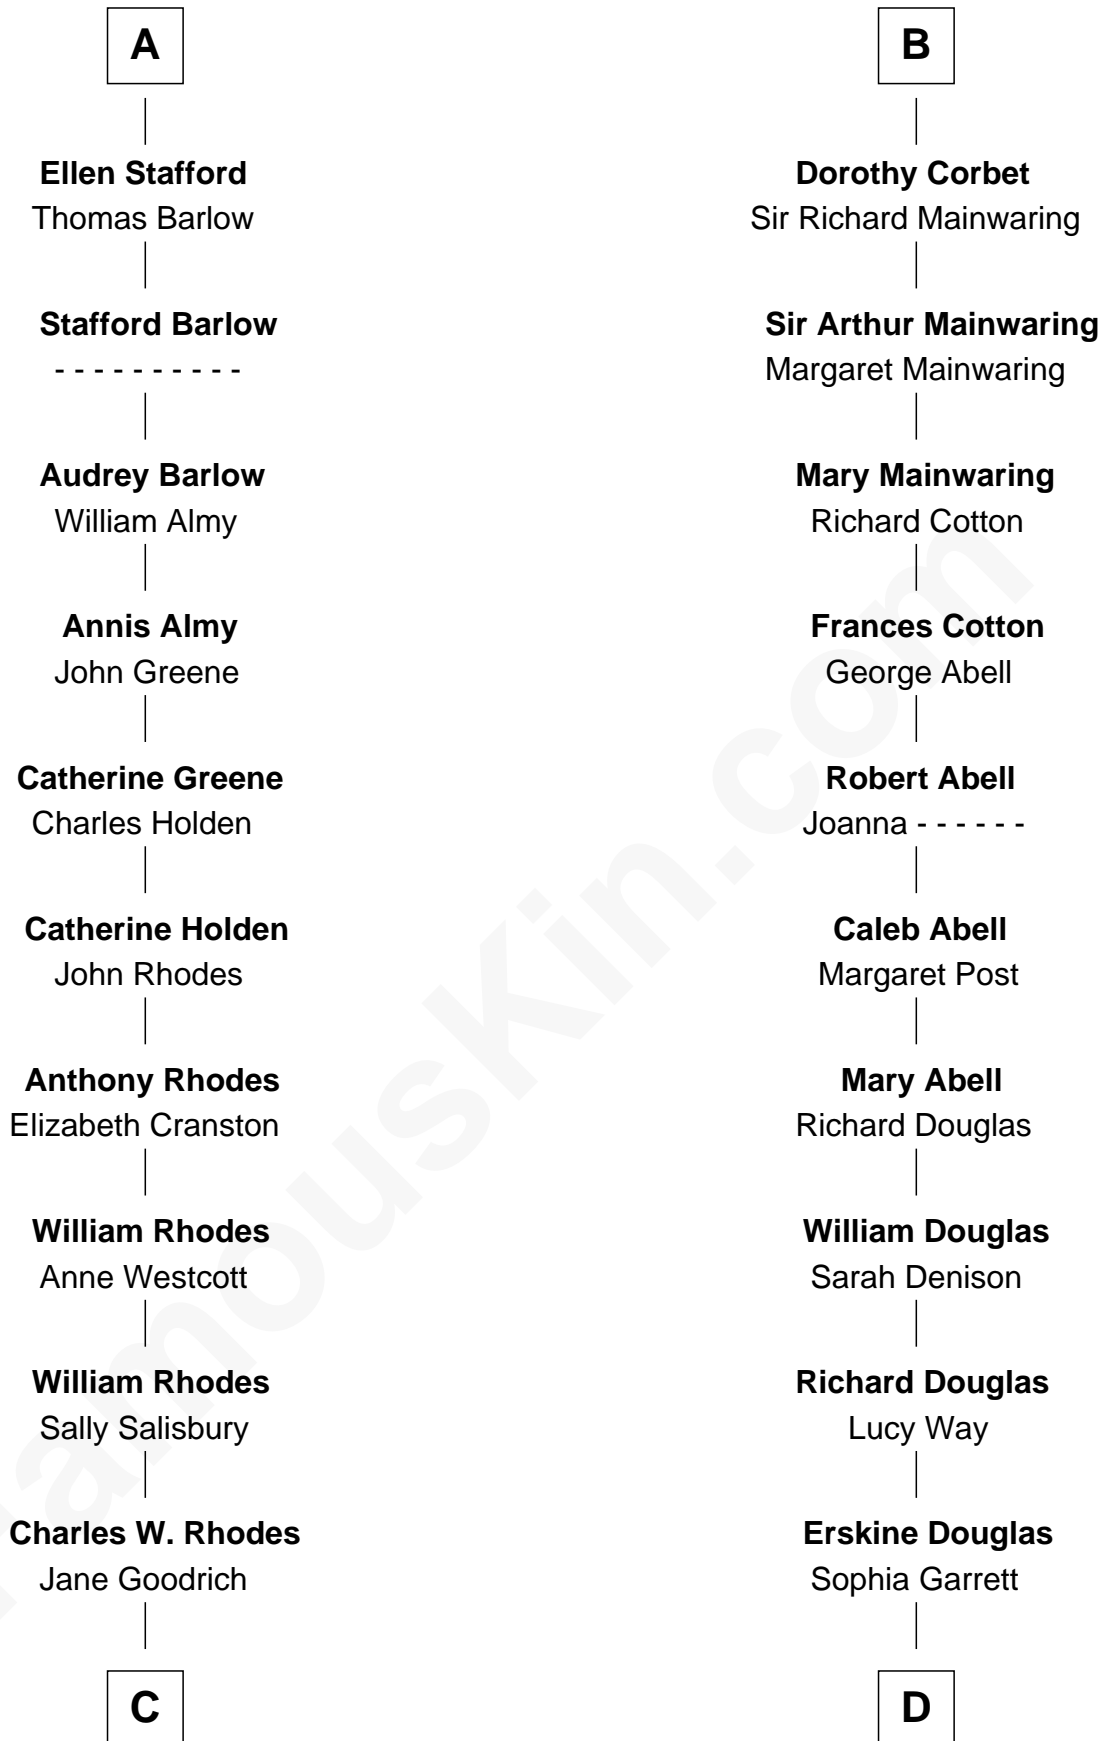 A
Ellen Stafford
Thomas Barlow
Stafford Barlow
- - - - - - - - - -
Audrey Barlow
William Almy
Annis Almy
John Greene
Catherine Greene
Charles Holden
Catherine Holden
John Rhodes
Anthony Rhodes
Elizabeth Cranston
William Rhodes
Anne Westcott
William Rhodes
Sally Salisbury
Charles W. Rhodes
Jane Goodrich
C
B
Dorothy Corbet
Sir Richard Mainwaring
Sir Arthur Mainwaring
Margaret Mainwaring
Mary Mainwaring
Richard Cotton
Frances Cotton
George Abell
Robert Abell
Joanna - - - - - -
Caleb Abell
Margaret Post
Mary Abell
Richard Douglas
William Douglas
Sarah Denison
Richard Douglas
Lucy Way
Erskine Douglas
Sophia Garrett
D
FamousKin.com